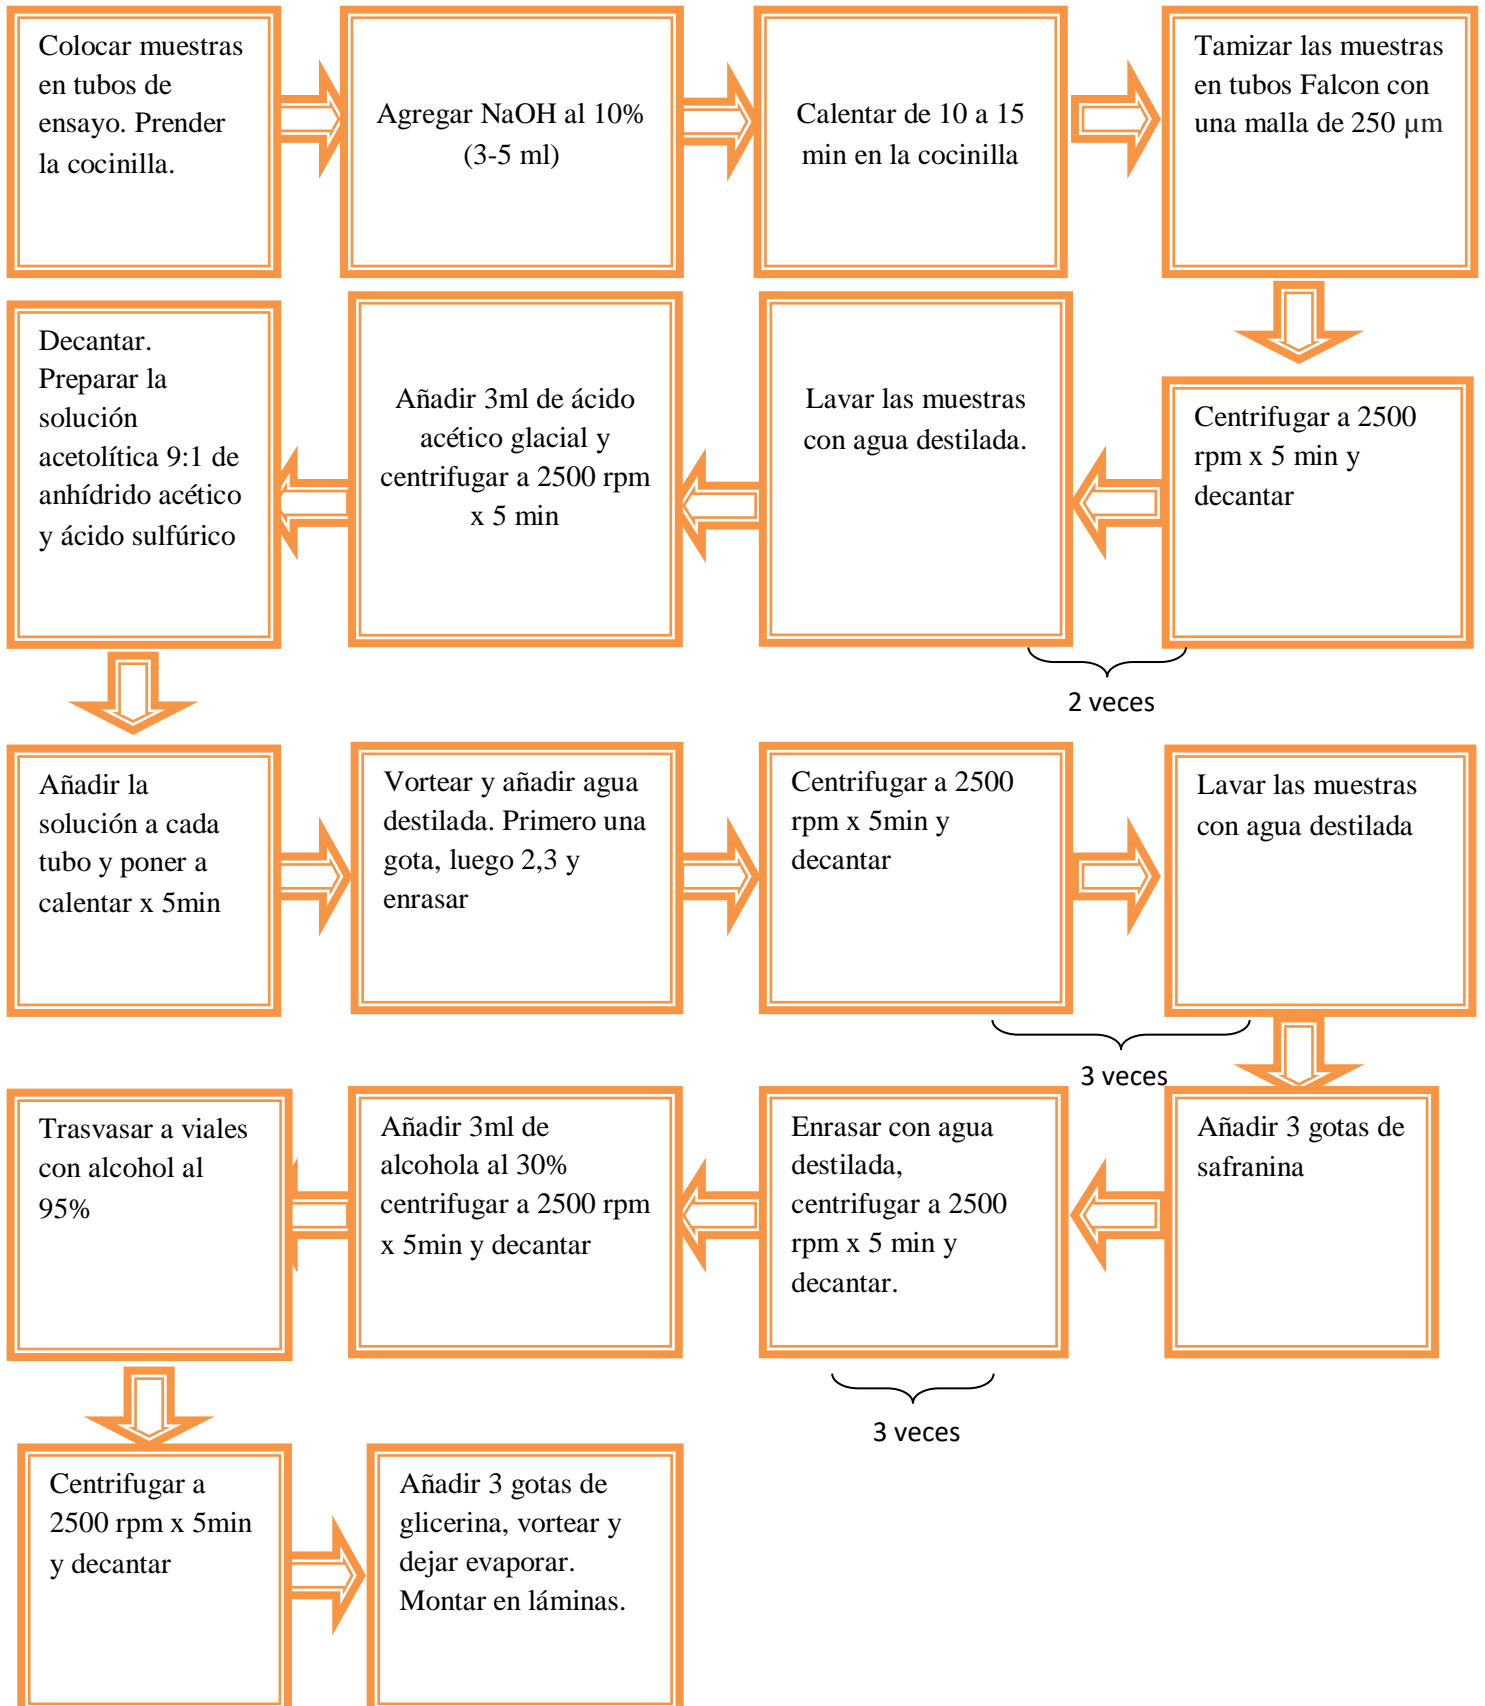 Colocar muestras
en tubos de
ensayo. Prender
la cocinilla.
Agregar NaOH al 10%
(3-5 ml)
Calentar de 10 a 15
min en la cocinilla
Tamizar las muestras
en tubos Falcon con
una malla de 250 µm
Centrifugar a 2500
rpm x 5 min y
decantar
Lavar las muestras
con agua destilada.
2 veces
Añadir 3ml de ácido
acético glacial y
centrifugar a 2500 rpm
x 5 min
Decantar.
Preparar la
solución
acetolítica 9:1 de
anhídrido acético
y ácido sulfúrico
Añadir la
solución a cada
tubo y poner a
calentar x 5min
Vortear y añadir agua
destilada. Primero una
gota, luego 2,3 y
enrasar
Centrifugar a 2500
rpm x 5min y
decantar
Lavar las muestras
con agua destilada
3 veces
Añadir 3 gotas de
safranina
Enrasar con agua
destilada,
centrifugar a 2500
rpm x 5 min y
decantar.
3 veces
Añadir 3ml de
alcohola al 30%
centrifugar a 2500 rpm
x 5min y decantar
Trasvasar a viales
con alcohol al
95%
Centrifugar a
2500 rpm x 5min
y decantar
Añadir 3 gotas de
glicerina, vortear y
dejar evaporar.
Montar en láminas.